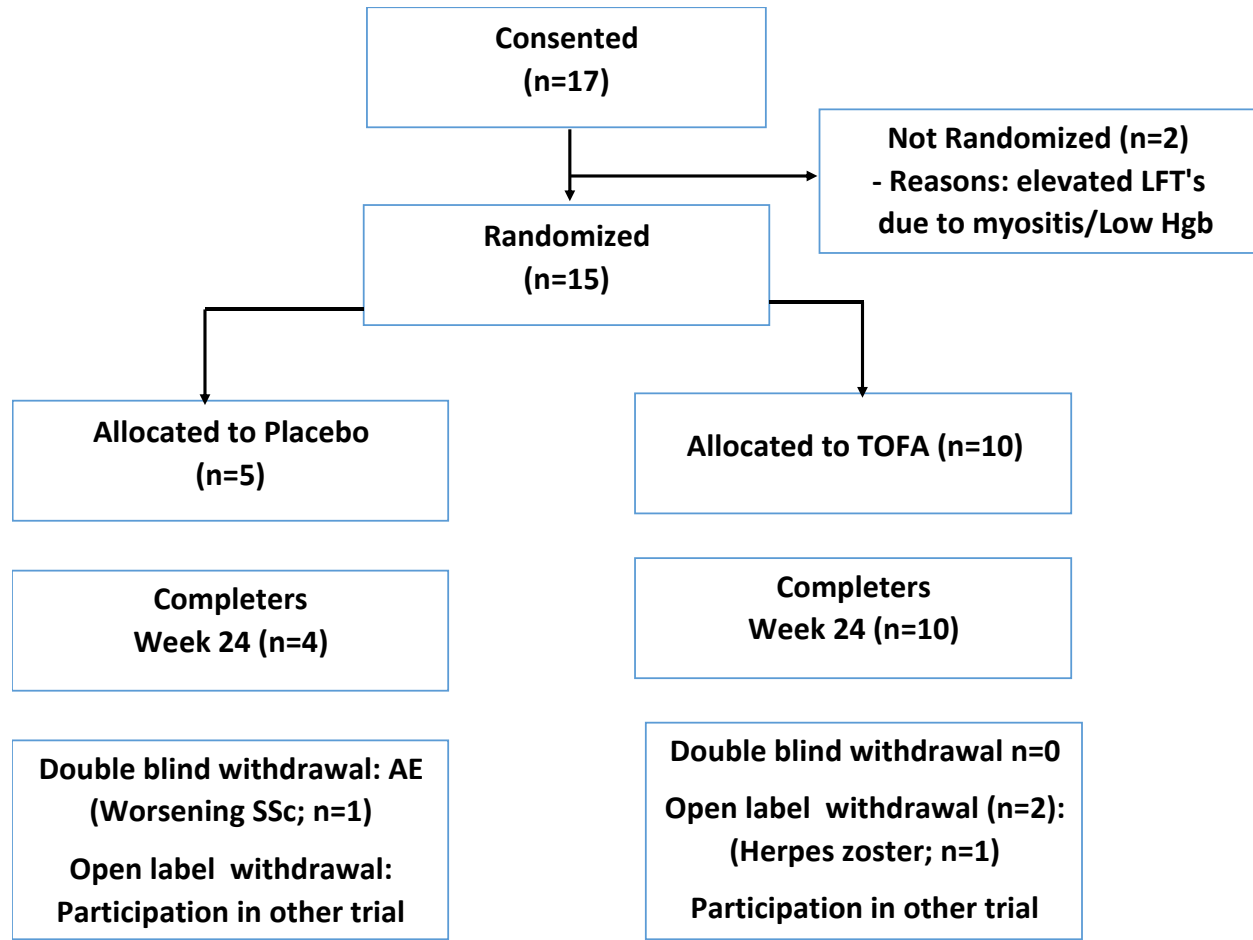 Consented
(n=17)
Not Randomized (n=2)
- Reasons: elevated LFT's
due to myositis/Low Hgb
Randomized
(n=15)
Allocated to Placebo
(n=5)
Allocated to TOFA (n=10)
Completers
Week 24 (n=4)
Completers
Week 24 (n=10)
Double blind withdrawal: AE
(Worsening SSc; n=1)
Open label withdrawal:
Participation in other trial
Double blind withdrawal n=0
Open label withdrawal (n=2):
(Herpes zoster; n=1)
Participation in other trial